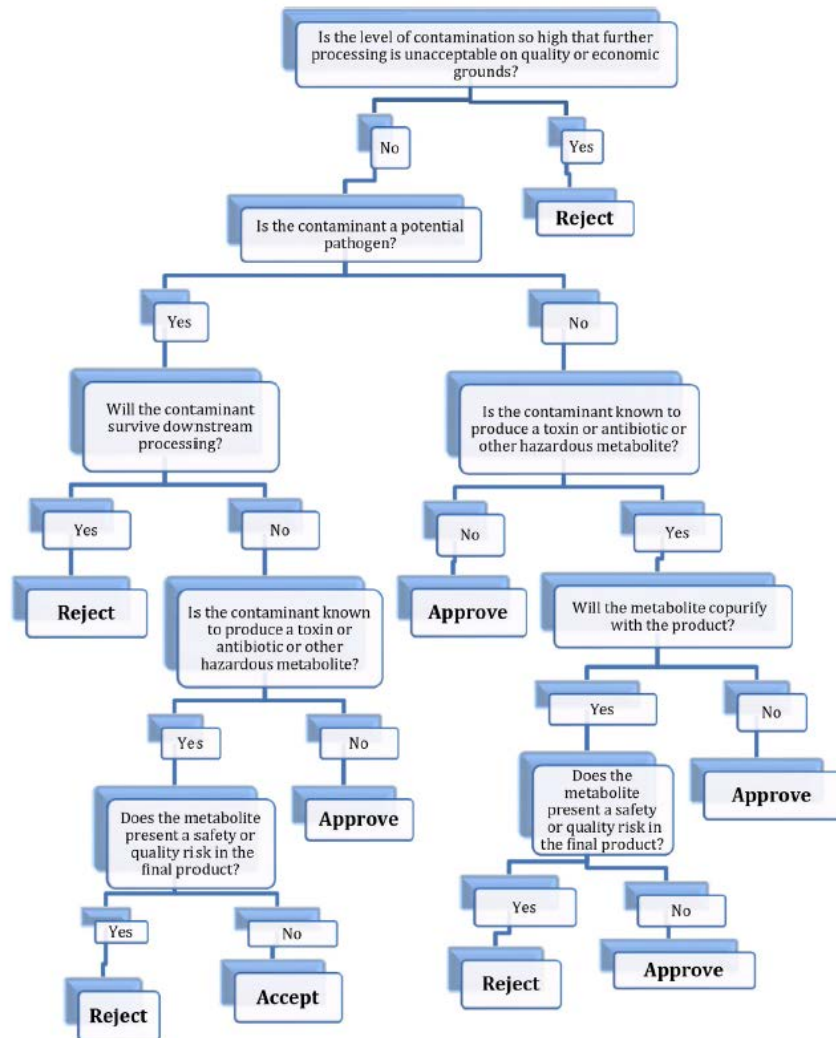 Is the level of contamination so high that further
processing is unacceptable on quality or economic
grounds?
No
Yes
Reject
Is the contaminant a potential
pathogen?
Yes
No
Will the contaminant
survive downstream
processing?
Is the contaminant known to
produce a toxin or antibiotic or
other hazardous metabolite?
Yes
No
No
Yes
Reject
Is the contaminant known
to produce a toxin or
antibiotic or other
hazardous metabolite?
Approve
Will the metabolite copurify
with the product?
Yes
No
Yes
No
Does the metabolite
present a safety or
quality risk in the
final product?
Approve
Does the
metabolite
present a safety
or quality risk in
the final product?
Approve
Yes
No
Yes
No
Reject
Accept
Reject
Approve